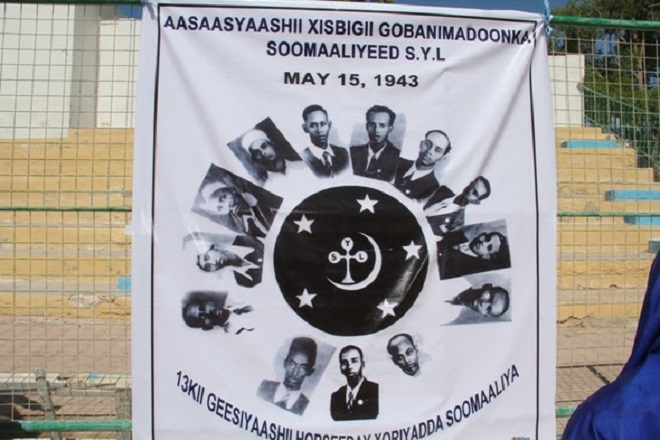 AASAASYAASHII XISBIGII GOBANIMADOONKA
SOOMAALIYEED S.Y.L
MAY 15, 1943
S Y L
13KII GEESIYAASHII HORSEEDAY XORIYADDA SOOMAALIYA